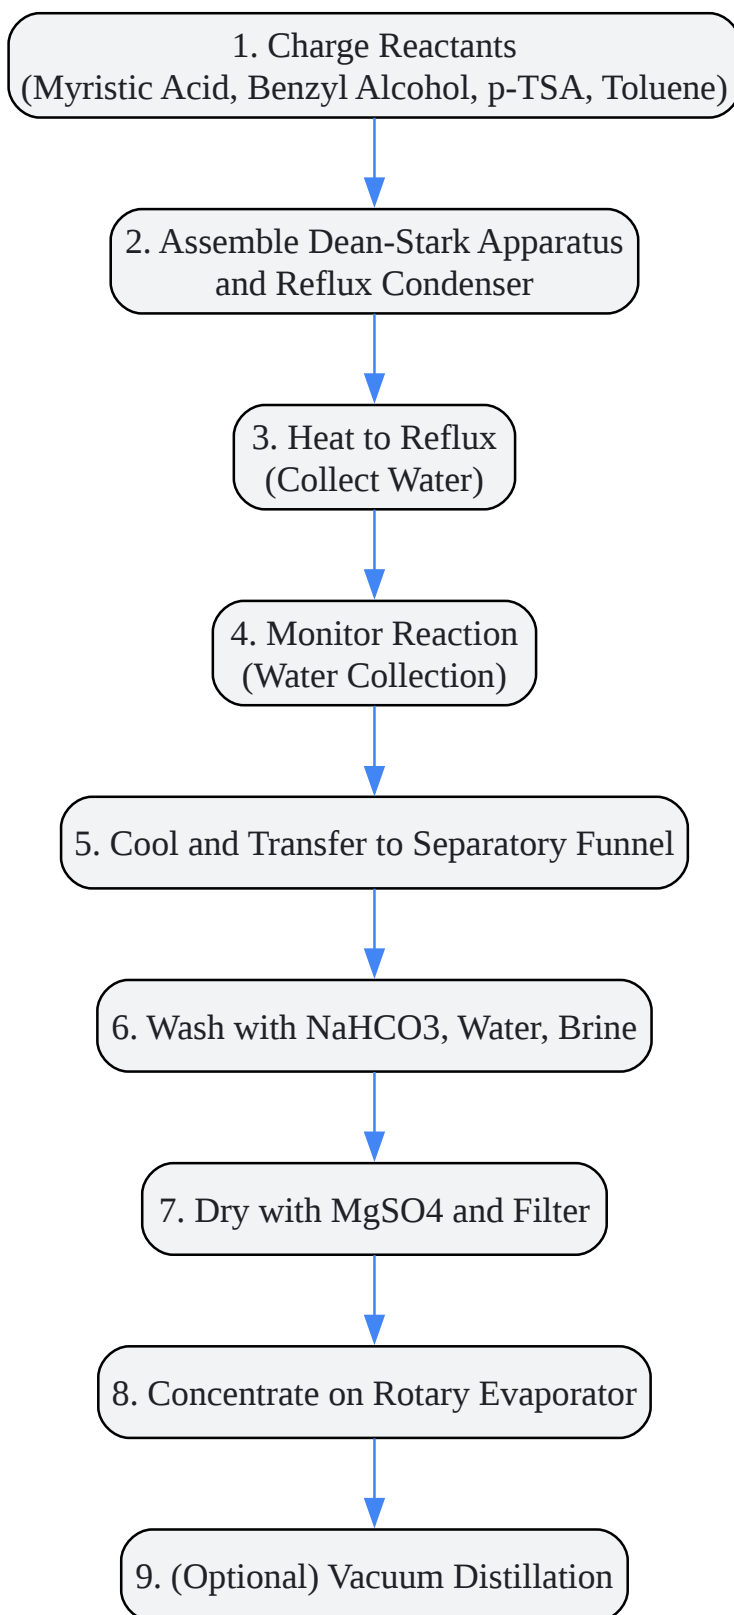 1. Charge Reactants
(Myristic Acid, Benzyl Alcohol, p-TSA, Toluene)
2. Assemble Dean-Stark Apparatus
and Reflux Condenser
3. Heat to Reflux
(Collect Water)
4. Monitor Reaction
(Water Collection)
5. Cool and Transfer to Separatory Funnel
6. Wash with NaHCO3, Water, Brine
7. Dry with MgSO4 and Filter
8. Concentrate on Rotary Evaporator
9. (Optional) Vacuum Distillation